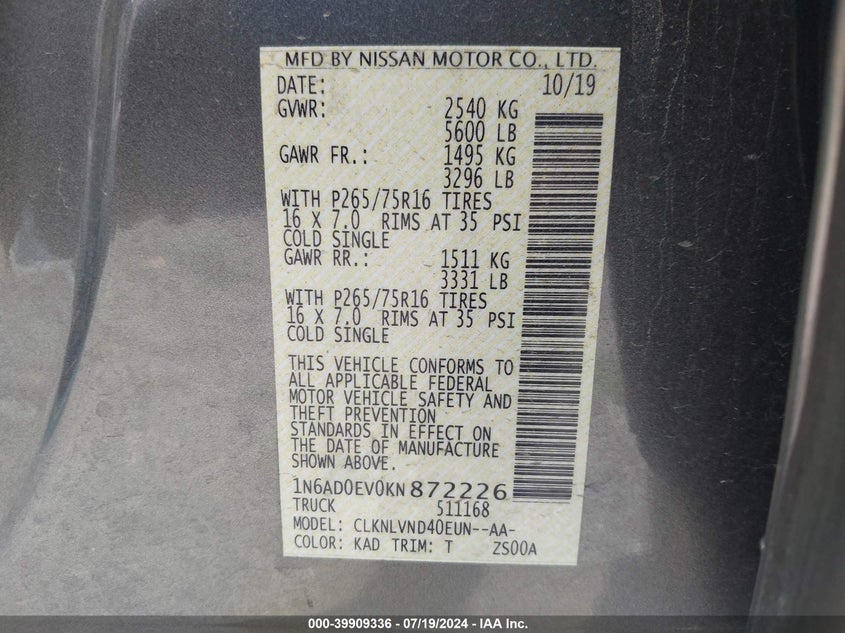 MFD BY NISSAN MOTOR CO., LTD.
DATE: 10/19
GVWR: 2540 KG
5600 LB
GAWR FR.: 1495 KG
3296 LB
WITH P265/75R16 TIRES
16 X 7.0 RIMS AT 35 PSI
COLD SINGLE
GAWR RR.: 1511 KG
3331 LB
WITH P265/75R16 TIRES
16 X 7.0 RIMS AT 35 PSI
COLD SINGLE
THIS VEHICLE CONFORMS TO
ALL APPLICABLE FEDERAL
MOTOR VEHICLE SAFETY AND
THEFT PREVENTION
STANDARDS IN EFFECT ON
THE DATE OF MANUFACTURE
SHOWN ABOVE.
1N6AD0EV0KN872226
TRUCK 511168
MODEL: CLKNLVND40EUN--AA-
COLOR: KAD TRIM: T ZS00A
000-39909336 - 07/19/2024 - IAA Inc.